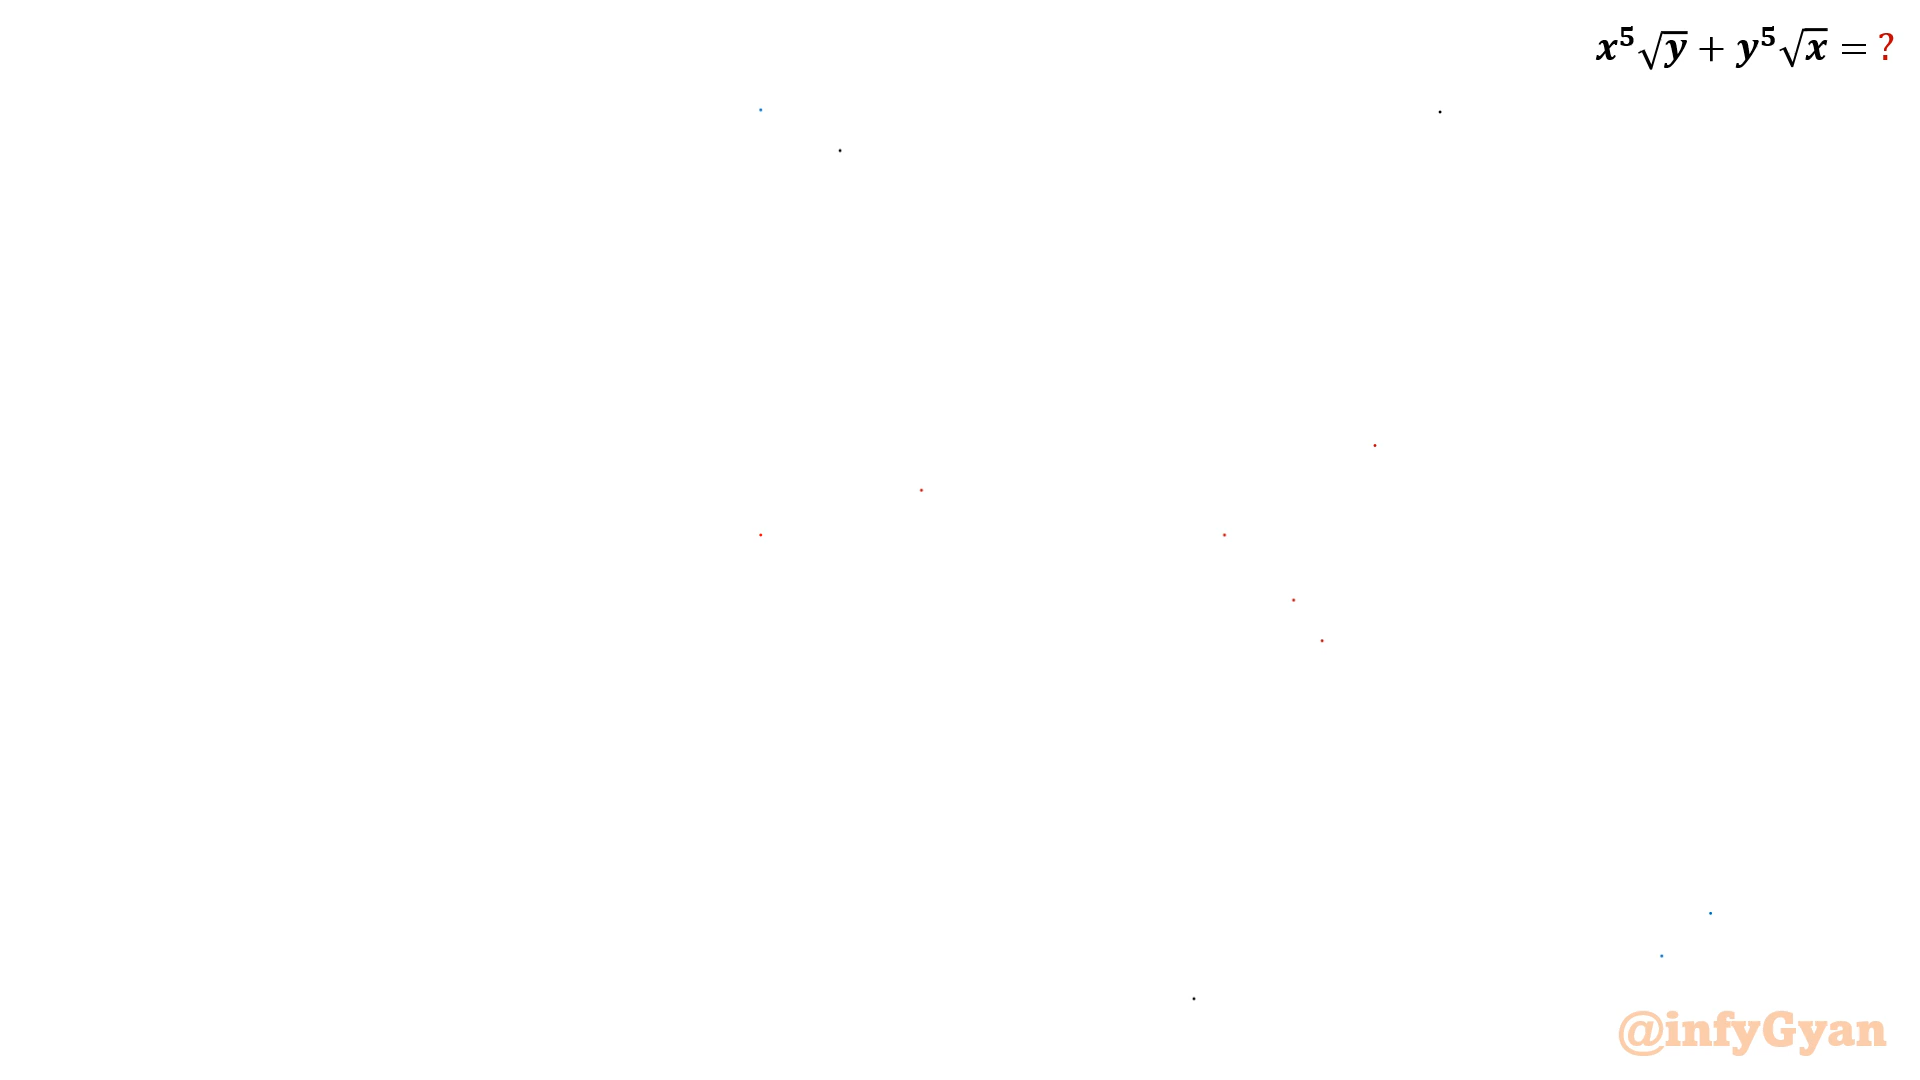 x⁵√y + y⁵√x = ?
@infyGyan